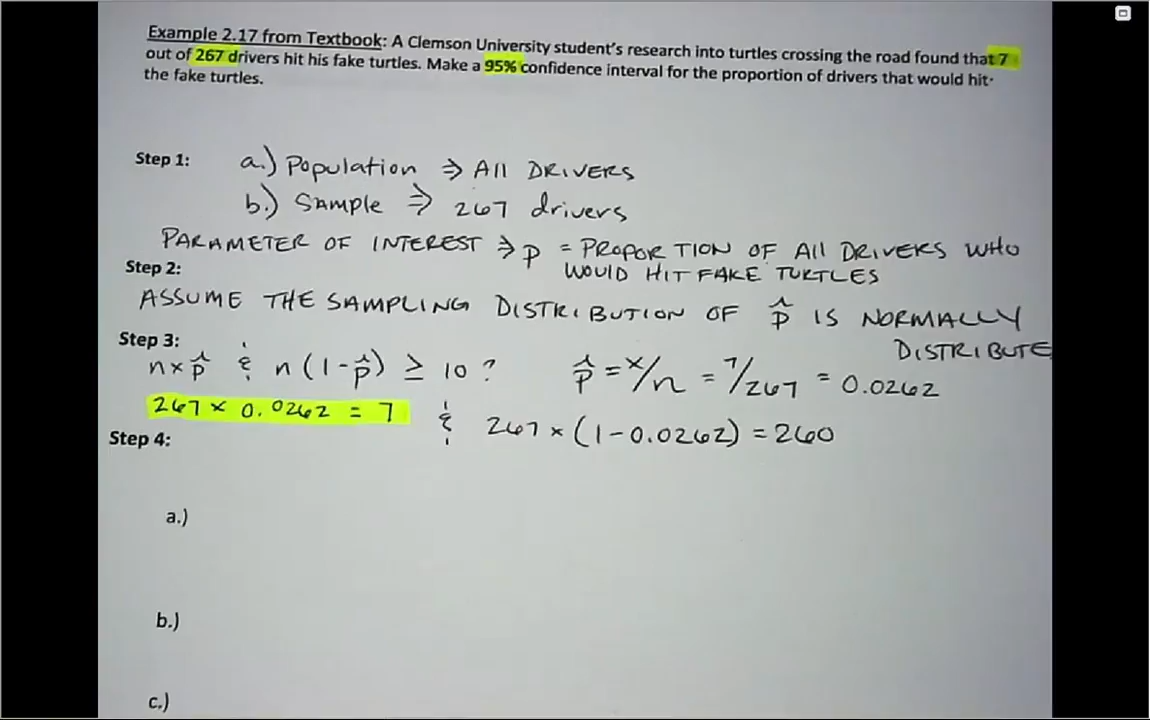 Example 2.17 from Textbook: A Clemson University student's research into turtles crossing the road found that 7
out of 267 drivers hit his fake turtles. Make a 95% confidence interval for the proportion of drivers that would hit
the fake turtles.
Step 1: a.) Population ⇒ All DRIVERS
b.) Sample ⇒ 267 drivers
PARAMETER OF INTEREST ⇒ p = PROPORTION OF All DRIVERS WHO
WOULD HIT FAKE TURTLES
Step 2:
ASSUME THE SAMPLING DISTRIBUTION OF p̂ IS NORMALLY
DISTRIBUTE
Step 3:
n × p̂ & n (1 - p̂) ≥ 10 ? p̂ = x/n = 7/267 = 0.0262
267 × 0.0262 = 7 & 267 × (1 - 0.0262) = 260
Step 4:
a.)
b.)
c.)